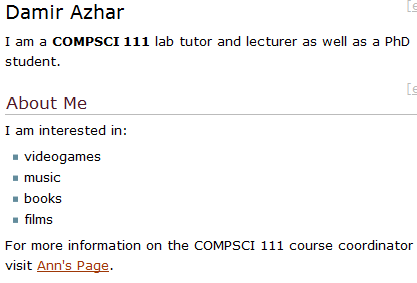 Damir Azhar
[e
I am a COMPSCI 111 lab tutor and lecturer as well as a PhD
student.
[e
About Me
I am interested in:
videogames
music
books
films
For more information on the COMPSCI 111 course coordinator
visit Ann's Page.